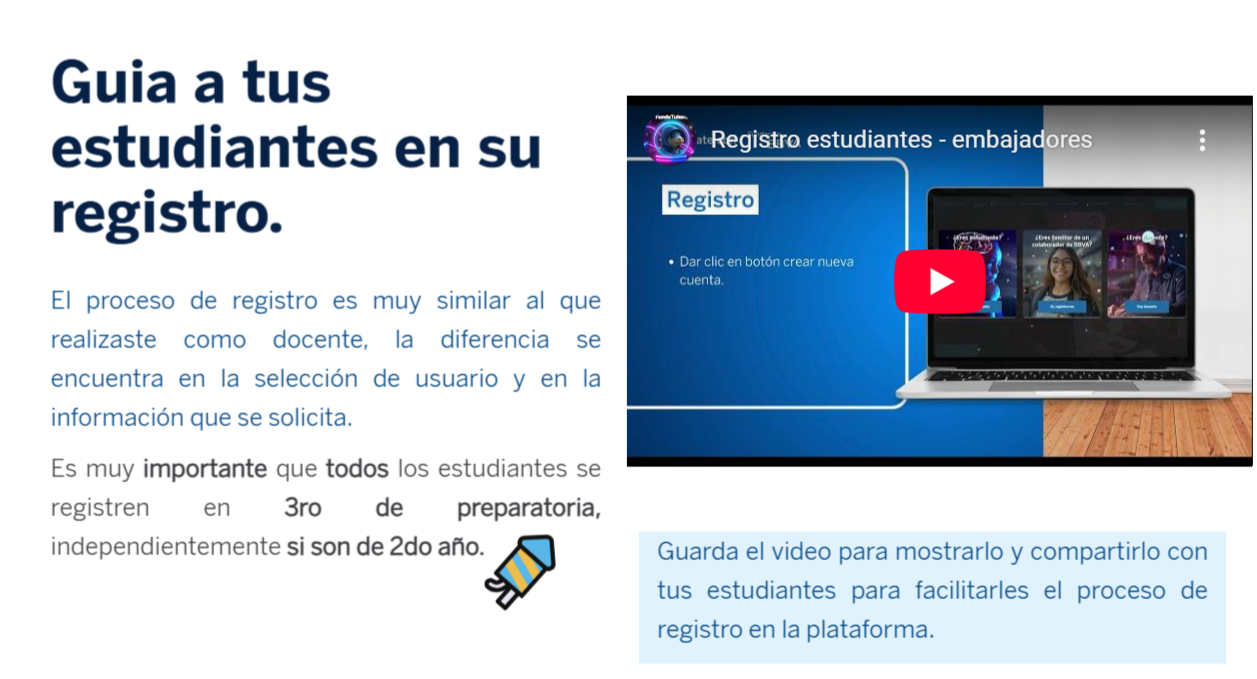 Guia a tus
estudiantes en su
registro.
El proceso de registro es muy similar al que
realizaste como docente, la diferencia se
encuentra en la selección de usuario y en la
información que se solicita.
Es muy importante que todos los estudiantes se
registren en 3ro de preparatoria,
independientemente si son de 2do año.
Registro estudiantes - embajadores
Registro
• Dar clic en botón crear nueva
cuenta.
¿Eres estudiante?
¿Eres familiar de un
colaborador de BBVA?
Guarda el video para mostrarlo y compartirlo con
tus estudiantes para facilitarles el proceso de
registro en la plataforma.